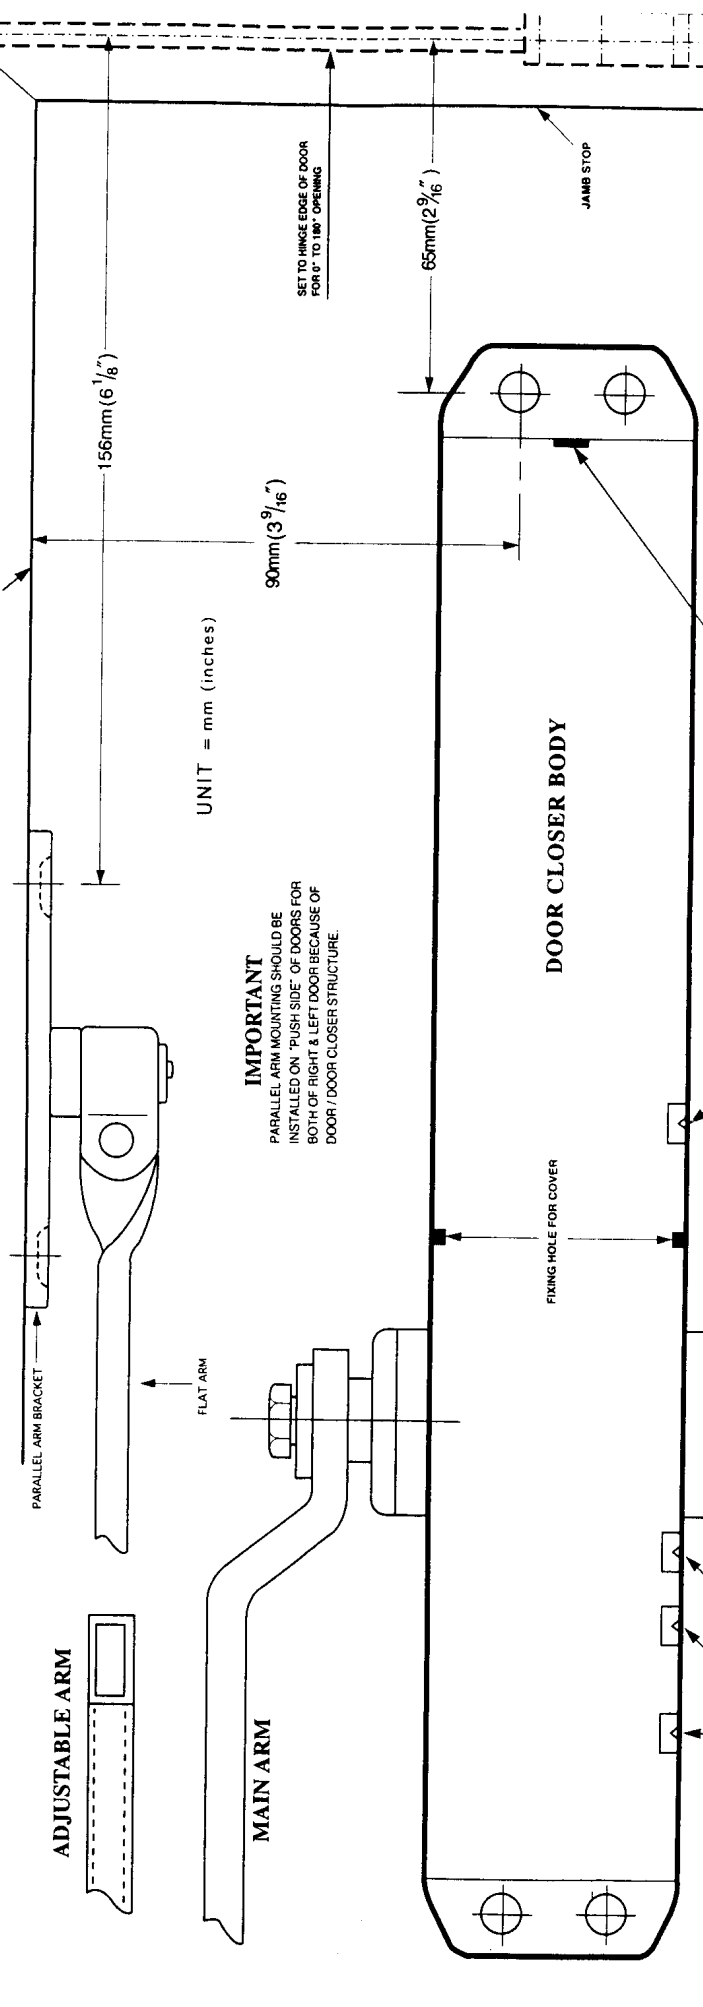 SET TO HINGE EDGE OF DOOR
FOR 0° TO 180° OPENING
JAMB STOP
65mm(2 9/16")
156mm(6 1/8")
90mm(3 9/16")
UNIT = mm (inches)
IMPORTANT
PARALLEL ARM MOUNTING SHOULD BE
INSTALLED ON "PUSH SIDE" OF DOORS FOR
BOTH OF RIGHT & LEFT DOOR BECAUSE OF
DOOR / DOOR CLOSER STRUCTURE.
DOOR CLOSER BODY
FIXING HOLE FOR COVER
PARALLEL ARM BRACKET
FLAT ARM
ADJUSTABLE ARM
MAIN ARM